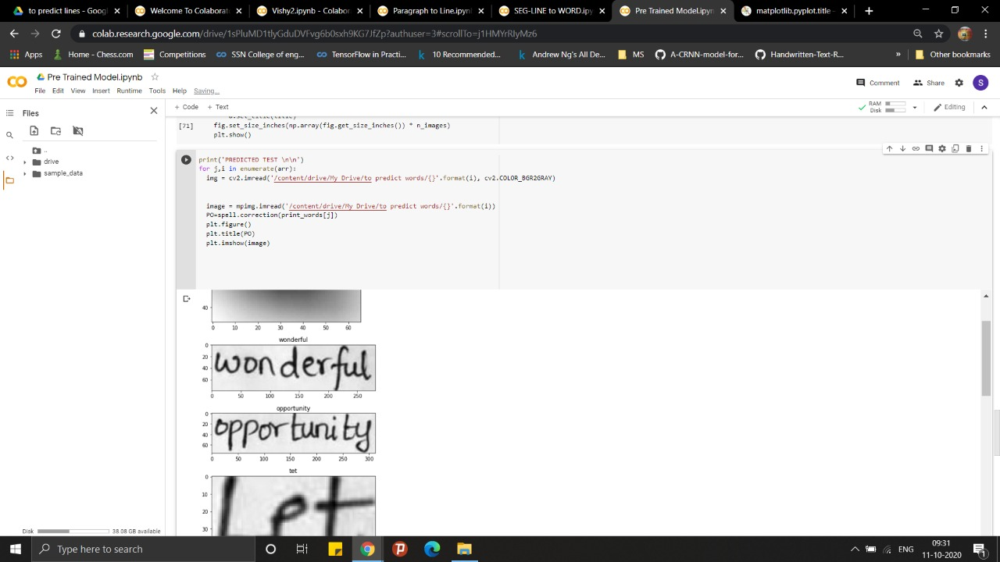 to predict lines - Googl
Welcome To Colaborat
Vishy2.ipynb - Colabor
Paragraph to Line.ipynl
SEG-LINE to WORD.ipy
Pre Trained Model.ipyn
matplotlib.pyplot.title -
colab.research.google.com/drive/1sPluMD1tlyGduDVFvg6b0sxh9KG7JfZp?authuser=3#scrollTo=j1HMYrRIyMz6
Apps Home - Chess.com Competitions SSN College of eng... TensorFlow in Practi... 10 Recommended... Andrew Ng's All De... MS A-CRNN-model-for... Handwritten-Text-R... » Other bookmarks
Pre Trained Model.ipynb
Comment Share S
File Edit View Insert Runtime Tools Help Saving...
Files
+ Code + Text
RAM
Disk
Editing
..
drive
sample_data
[71] fig.set_size_inches(np.array(fig.get_size_inches()) * n_images)
plt.show()
print('PREDICTED TEST \n\n')
for j,i in enumerate(arr):
img = cv2.imread('/content/drive/My Drive/to predict words/{}'.format(i), cv2.COLOR_BGR2GRAY)
image = mpimg.imread('/content/drive/My Drive/to predict words/{}'.format(i))
PO=spell.correction(print_words[j])
plt.figure()
plt.title(PO)
plt.imshow(image)
40
0 10 20 30 40 50 60
wonderful
0
20
40
60
wonderful
0 50 100 150 200 250
opportunity
0
20
40
60
opportunity
0 50 100 150 200 250 300
tet
0
10
20
30
Let
Disk 38.08 GB available
Type here to search
ENG
09:31
11-10-2020
1